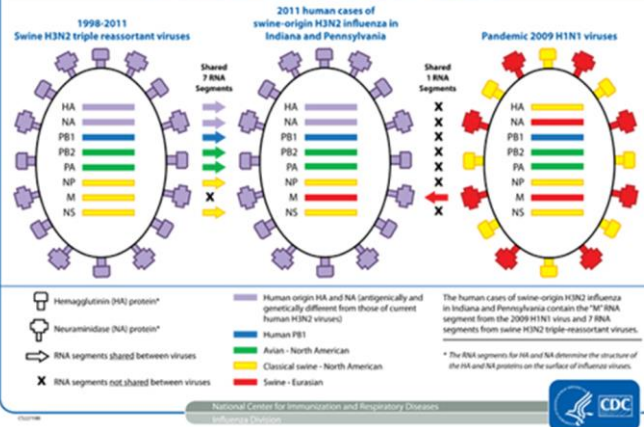 1998-2011
Swine H3N2 triple reassortant viruses
2011 human cases of
swine-origin H3N2 influenza in
Indiana and Pennsylvania
Pandemic 2009 H1N1 viruses
Shared
7 RNA
Segments
Shared
1 RNA
Segments
HA
NA
PB1
PB2
PA
NP
M
NS
X
HA
NA
PB1
PB2
PA
NP
M
NS
X
X
X
X
X
X
X
HA
NA
PB1
PB2
PA
NP
M
NS
Hemagglutinin (HA) protein*
Neuraminidase (NA) protein*
RNA segments shared between viruses
X RNA segments not shared between viruses
Human origin HA and NA (antigenically and
genetically different from those of current
human H3N2 viruses)
Human PB1
Avian - North American
Classical swine - North American
Swine - Eurasian
The human cases of swine-origin H3N2 influenza
in Indiana and Pennsylvania contain the "M" RNA
segment from the 2009 H1N1 virus and 7 RNA
segments from swine H3N2 triple-reassortant viruses.
* The RNA segments for HA and NA determine the structure of
the HA and NA proteins on the surface of influenza viruses.
National Center for Immunization and Respiratory Diseases
Influenza Division
CDC